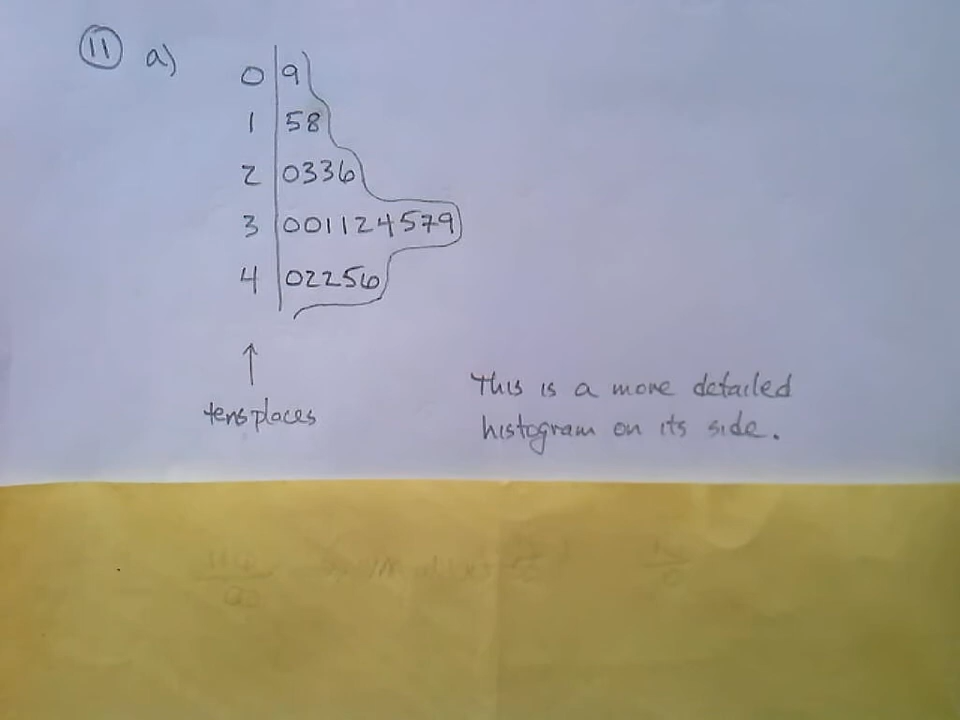 11 a)
0 | 9
1 | 58
2 | 0336
3 | 001124579
4 | 02256
↑
tens places
This is a more detailed
histogram on its side.